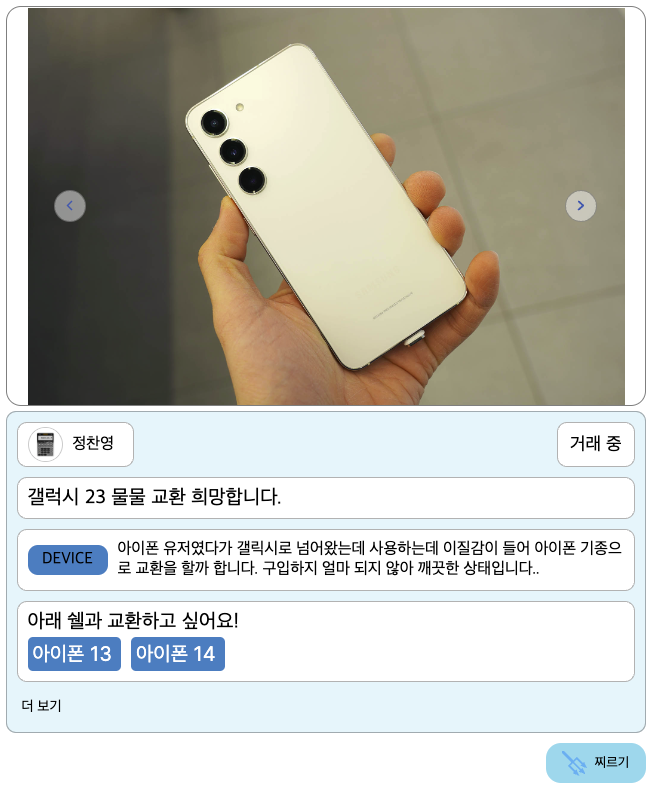 정찬영
거래 중
갤럭시 23 물물 교환 희망합니다.
DEVICE
아이폰 유저였다가 갤릭시로 넘어왔는데 사용하는데 이질감이 들어 아이폰 기종으
로 교환을 할까 합니다. 구입하지 얼마 되지 않아 깨끗한 상태입니다..
아래 쉘과 교환하고 싶어요!
아이폰 13 아이폰 14
더 보기
찌르기